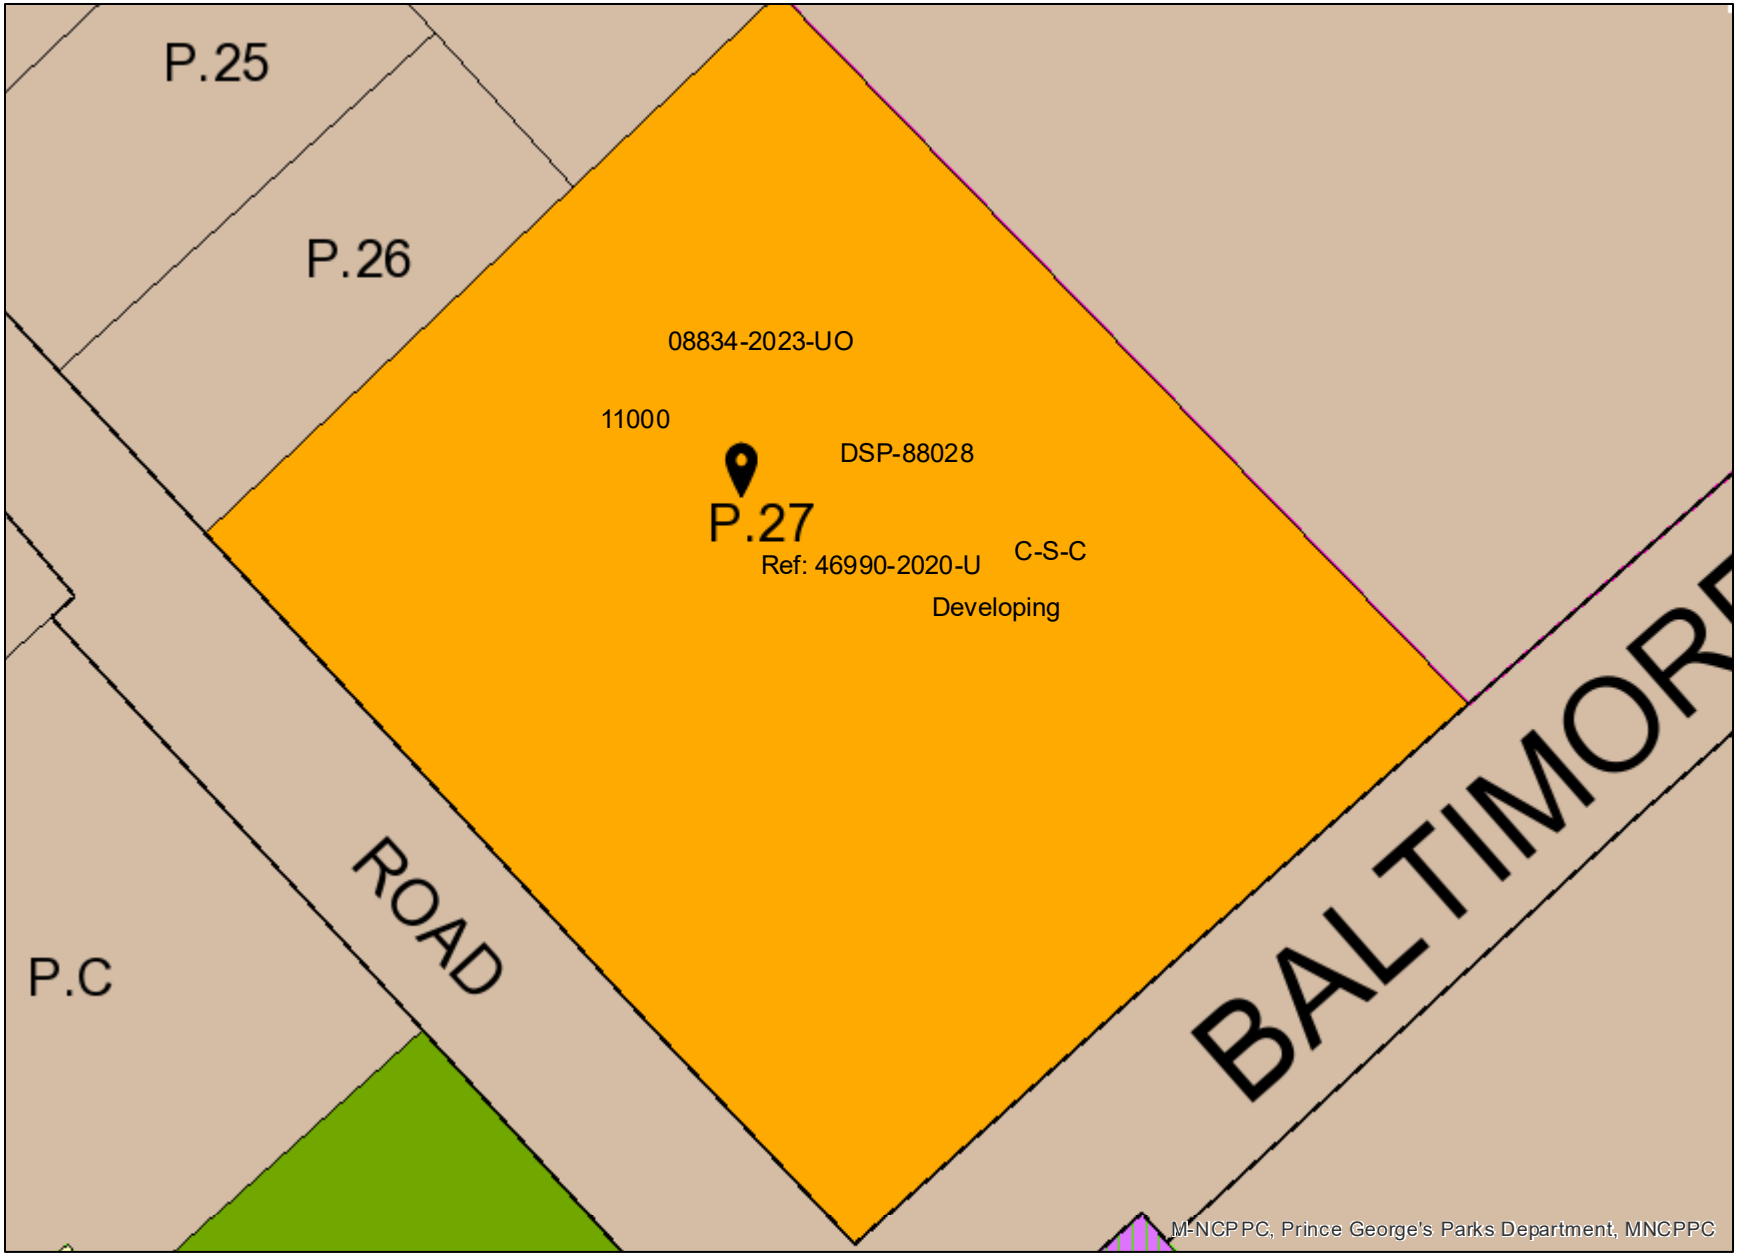 P.25
P.26
08834-2023-UO
11000
DSP-88028
P.27
C-S-C
Ref: 46990-2020-U
Developing
ROAD
P.C
BALTIMORE
M-NCPPC, Prince George's Parks Department, MNCPPC